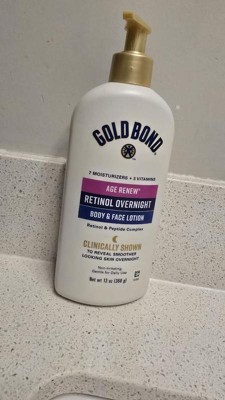 GOLD BOND
7 MOISTURIZERS + 3 VITAMINS
AGE RENEW™
RETINOL OVERNIGHT
BODY & FACE LOTION
Retinol & Peptide Complex
CLINICALLY SHOWN
TO REVEAL SMOOTHER
LOOKING SKIN OVERNIGHT
Non-Irritating,
Gentle for Daily Use
Net wt 13 oz (368 g)